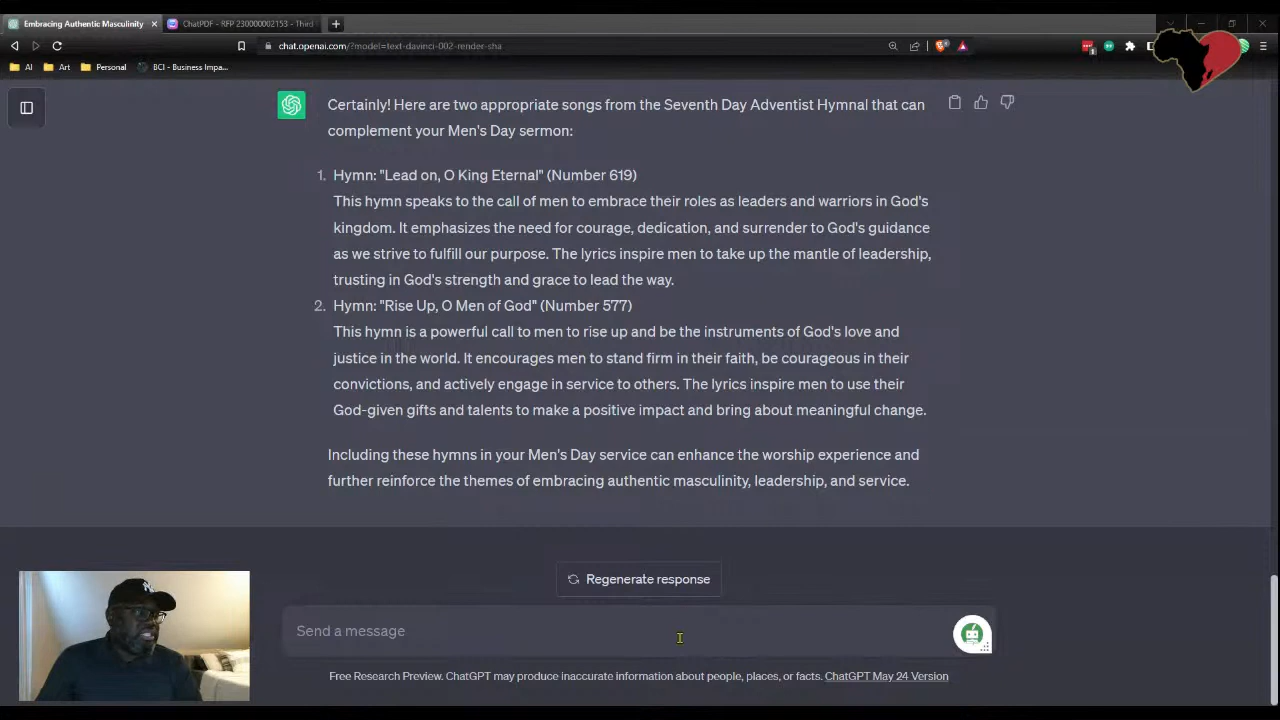 Embracing Authentic Masculinity
ChatPDF - RFP 230000002153 - Third
chat.openai.com/?model=text-davinci-002-render-sha
AI
Art
Personal
BCI - Business Impa...
Certainly! Here are two appropriate songs from the Seventh Day Adventist Hymnal that can
complement your Men's Day sermon:
1. Hymn: "Lead on, O King Eternal" (Number 619)
This hymn speaks to the call of men to embrace their roles as leaders and warriors in God's
kingdom. It emphasizes the need for courage, dedication, and surrender to God's guidance
as we strive to fulfill our purpose. The lyrics inspire men to take up the mantle of leadership,
trusting in God's strength and grace to lead the way.
2. Hymn: "Rise Up, O Men of God" (Number 577)
This hymn is a powerful call to men to rise up and be the instruments of God's love and
justice in the world. It encourages men to stand firm in their faith, be courageous in their
convictions, and actively engage in service to others. The lyrics inspire men to use their
God-given gifts and talents to make a positive impact and bring about meaningful change.
Including these hymns in your Men's Day service can enhance the worship experience and
further reinforce the themes of embracing authentic masculinity, leadership, and service.
Regenerate response
Send a message
Free Research Preview. ChatGPT may produce inaccurate information about people, places, or facts. ChatGPT May 24 Version